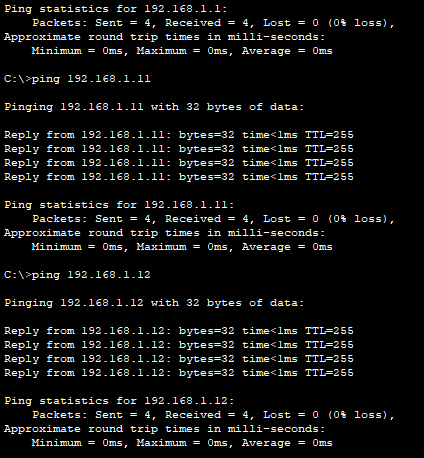 Ping statistics for 192.168.1.1:
    Packets: Sent = 4, Received = 4, Lost = 0 (0% loss),
Approximate round trip times in milli-seconds:
    Minimum = 0ms, Maximum = 0ms, Average = 0ms

C:\>ping 192.168.1.11

Pinging 192.168.1.11 with 32 bytes of data:

Reply from 192.168.1.11: bytes=32 time<1ms TTL=255
Reply from 192.168.1.11: bytes=32 time<1ms TTL=255
Reply from 192.168.1.11: bytes=32 time<1ms TTL=255
Reply from 192.168.1.11: bytes=32 time<1ms TTL=255

Ping statistics for 192.168.1.11:
    Packets: Sent = 4, Received = 4, Lost = 0 (0% loss),
Approximate round trip times in milli-seconds:
    Minimum = 0ms, Maximum = 0ms, Average = 0ms

C:\>ping 192.168.1.12

Pinging 192.168.1.12 with 32 bytes of data:

Reply from 192.168.1.12: bytes=32 time<1ms TTL=255
Reply from 192.168.1.12: bytes=32 time<1ms TTL=255
Reply from 192.168.1.12: bytes=32 time<1ms TTL=255
Reply from 192.168.1.12: bytes=32 time<1ms TTL=255

Ping statistics for 192.168.1.12:
    Packets: Sent = 4, Received = 4, Lost = 0 (0% loss),
Approximate round trip times in milli-seconds:
    Minimum = 0ms, Maximum = 0ms, Average = 0ms